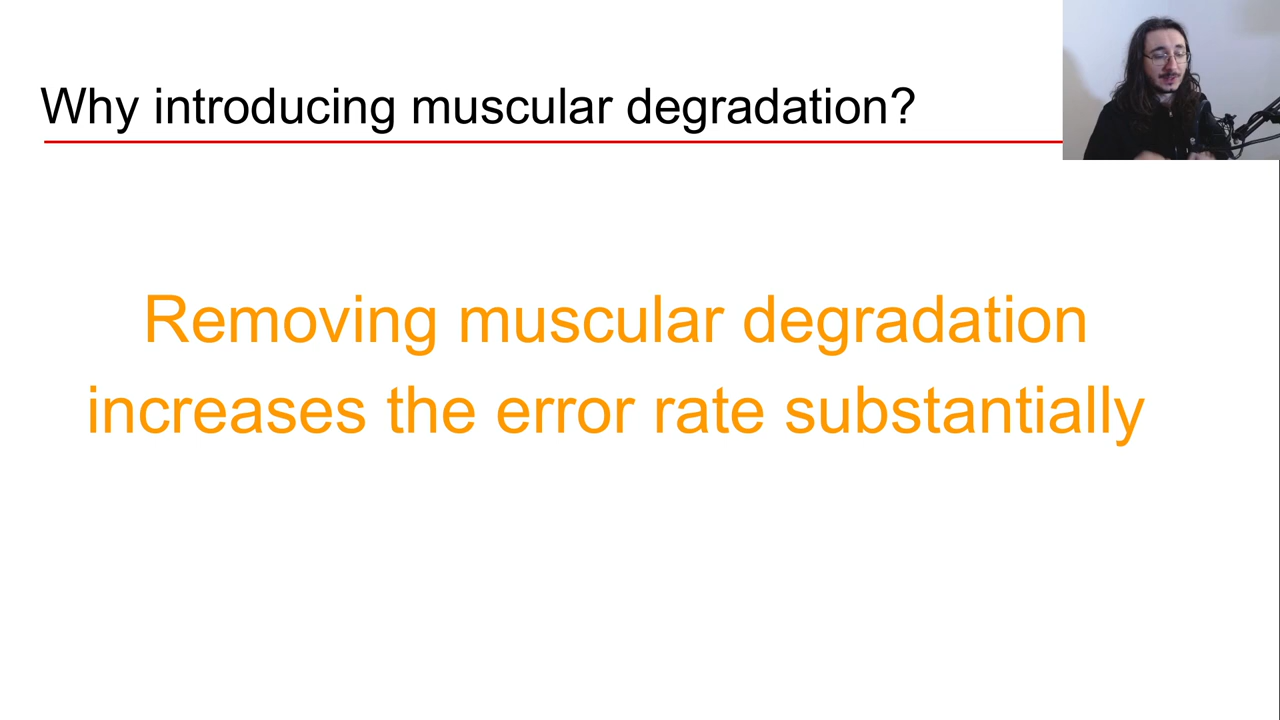 Why introducing muscular degradation?
Removing muscular degradation
increases the error rate substantially